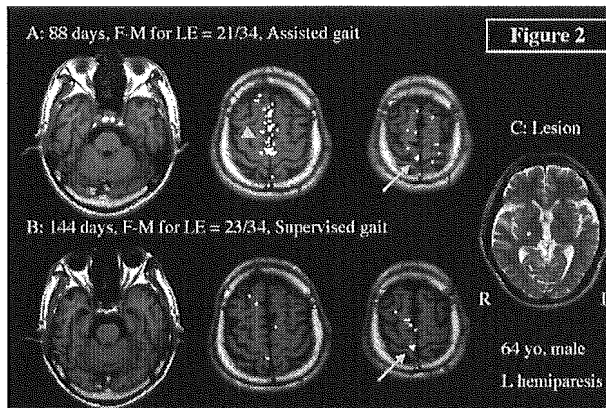 A: 88 days, F-M for LE = 21/34, Assisted gait
Figure 2
C: Lesion
B: 144 days, F-M for LE = 23/34, Supervised gait
R
64 yo, male
L hemiparesis